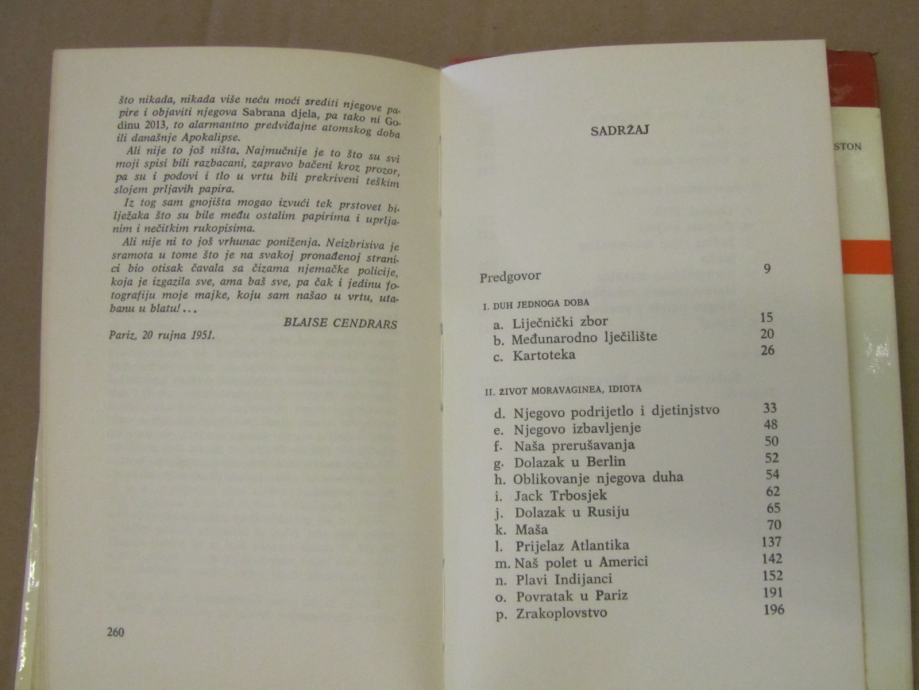 što nikada, nikada više neću moći srediti njegove pa-
pire i objaviti njegova Sabrana djela, pa tako ni Go-
dinu 2013, to alarmantno predviđajne atomskog doba
ili današnje Apokalipse.
Ali nije to još ništa. Najmučnije je to što su svi
moji spisi bili razbacani, zapravo bačeni kroz prozor,
pa su i podovi i tlo u vrtu bili prekriveni teškim
slojem prljavih papira.
Iz tog sam gnojišta mogao izvući tek prstovet bi-
lježaka što su bile među ostalim papirima i uprlja-
nim i nečitkim rukopisima.
Ali nije ni to još vrhunac poniženja. Neizbrisiva je
sramota u tome što je na svakoj pronađenoj strani-
ci bio otisak čavala sa čizama njemačke policije,
koja je izgazila sve, ama baš sve, pa čak i jedinu fo-
tografiju moje majke, koju sam našao u vrtu, uta-
banu u blatu!...
BLAISE CENDRARS
Pariz, 20 rujna 1951.
260
SADRŽAJ
Predgovor 9
I. DUH JEDNOGA DOBA
a. Liječnički zbor 15
b. Međunarodno lječilište 20
c. Kartoteka 26
II. ŽIVOT MORAVAGINEA, IDIOTA
d. Njegovo podrijetlo i djetinjstvo 33
e. Njegovo izbavljenje 48
f. Naša prerušavanja 50
g. Dolazak u Berlin 52
h. Oblikovanje njegova duha 54
i. Jack Trbosjek 62
j. Dolazak u Rusiju 65
k. Maša 70
l. Prijelaz Atlantika 137
m. Naš polet u Americi 142
n. Plavi Indijanci 152
o. Povratak u Pariz 191
p. Zrakoplovstvo 196
STON